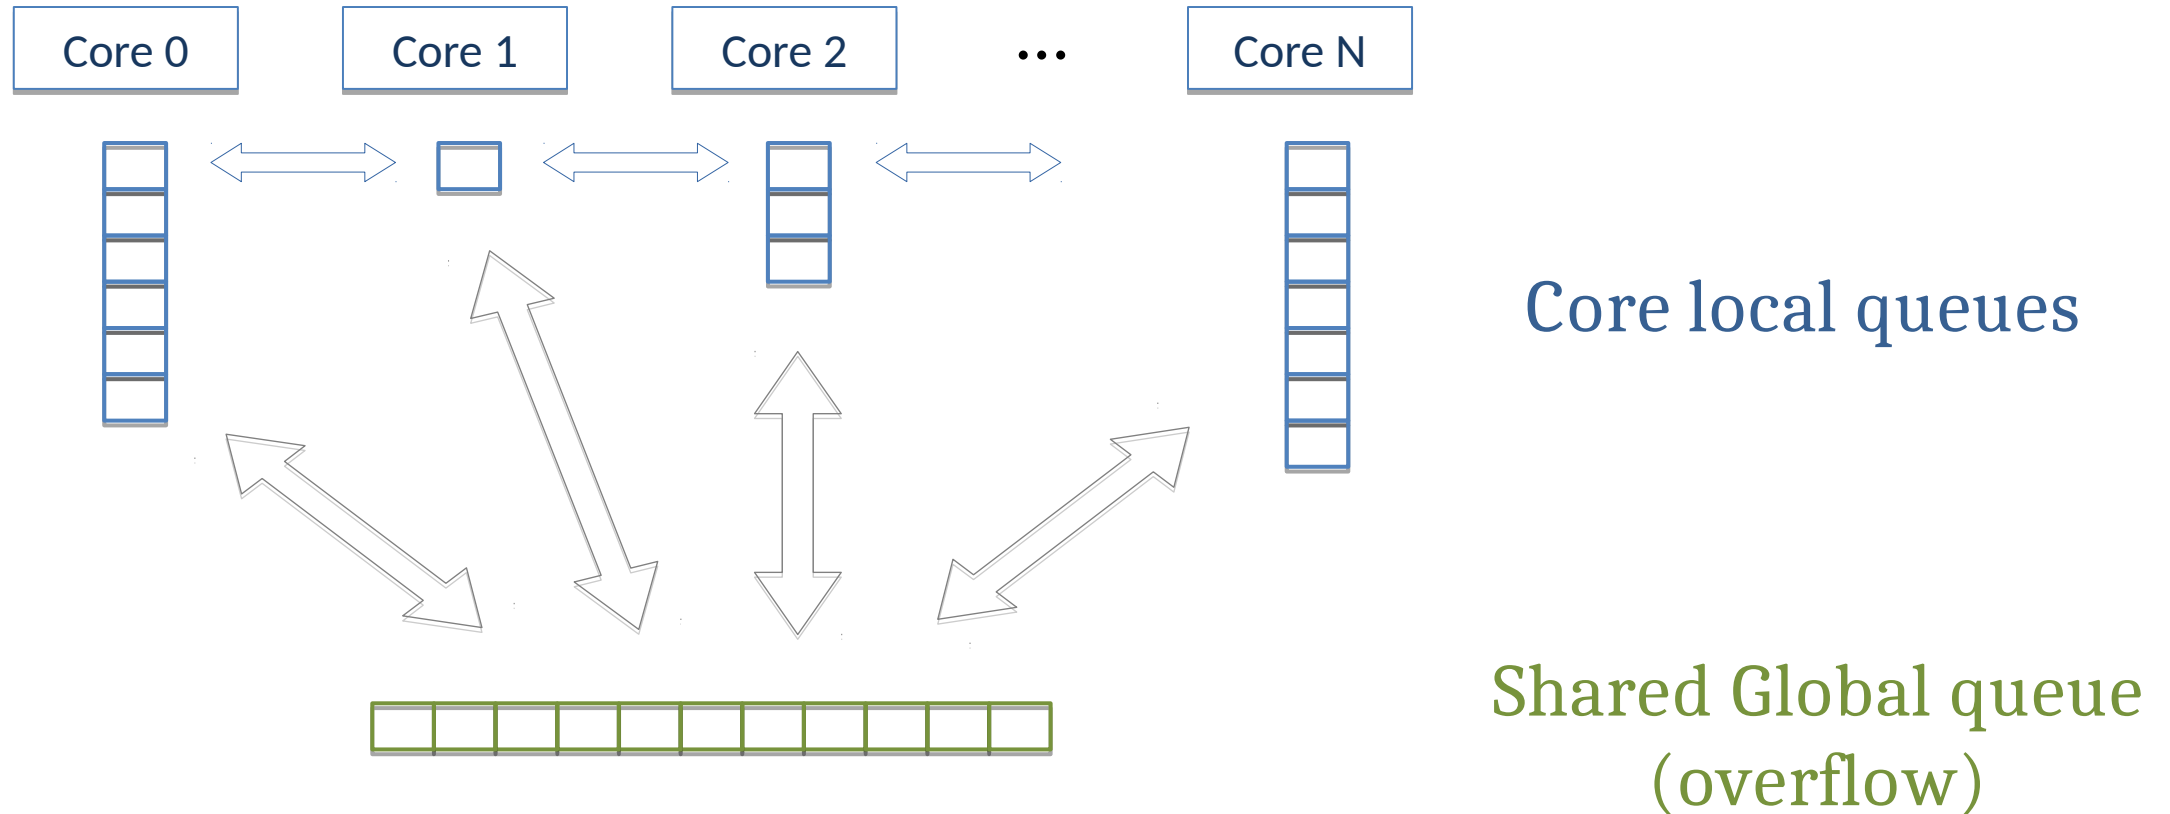 Core 0
Core 1
Core 2
...
Core N
Core local queues
Shared Global queue
(overflow)